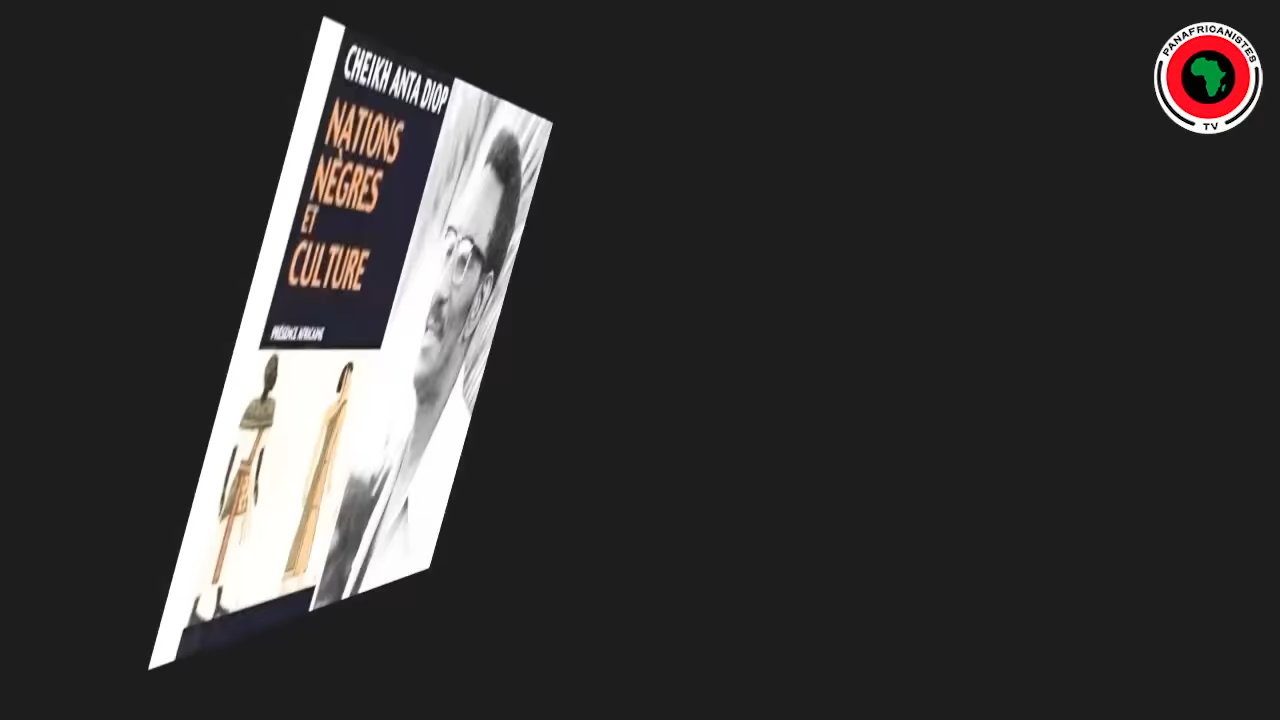 CHEIKH ANTA DIOP
NATIONS
NÈGRES
ET
CULTURE
PRÉSENCE AFRICAINE
PANAFRICANISTES
TV